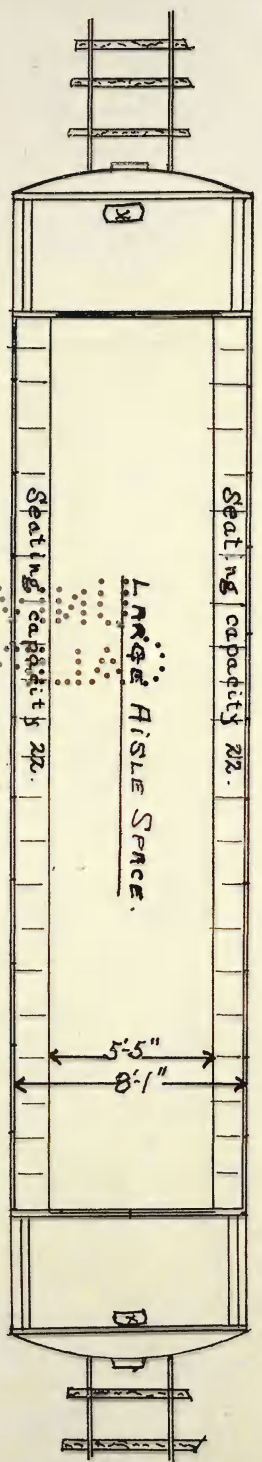 Seating capacity 22.
LARGE AISLE SPACE.
Seating capacity 22.
5'-5"
8'-1"